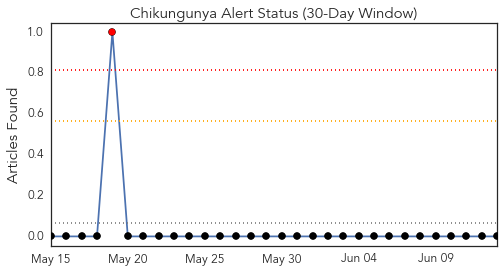 Chikungunya Alert Status (30-Day Window)
Articles Found
1.0
0.8
0.6
0.4
0.2
0.0
May 15
May 20
May 25
May 30
Jun 04
Jun 09